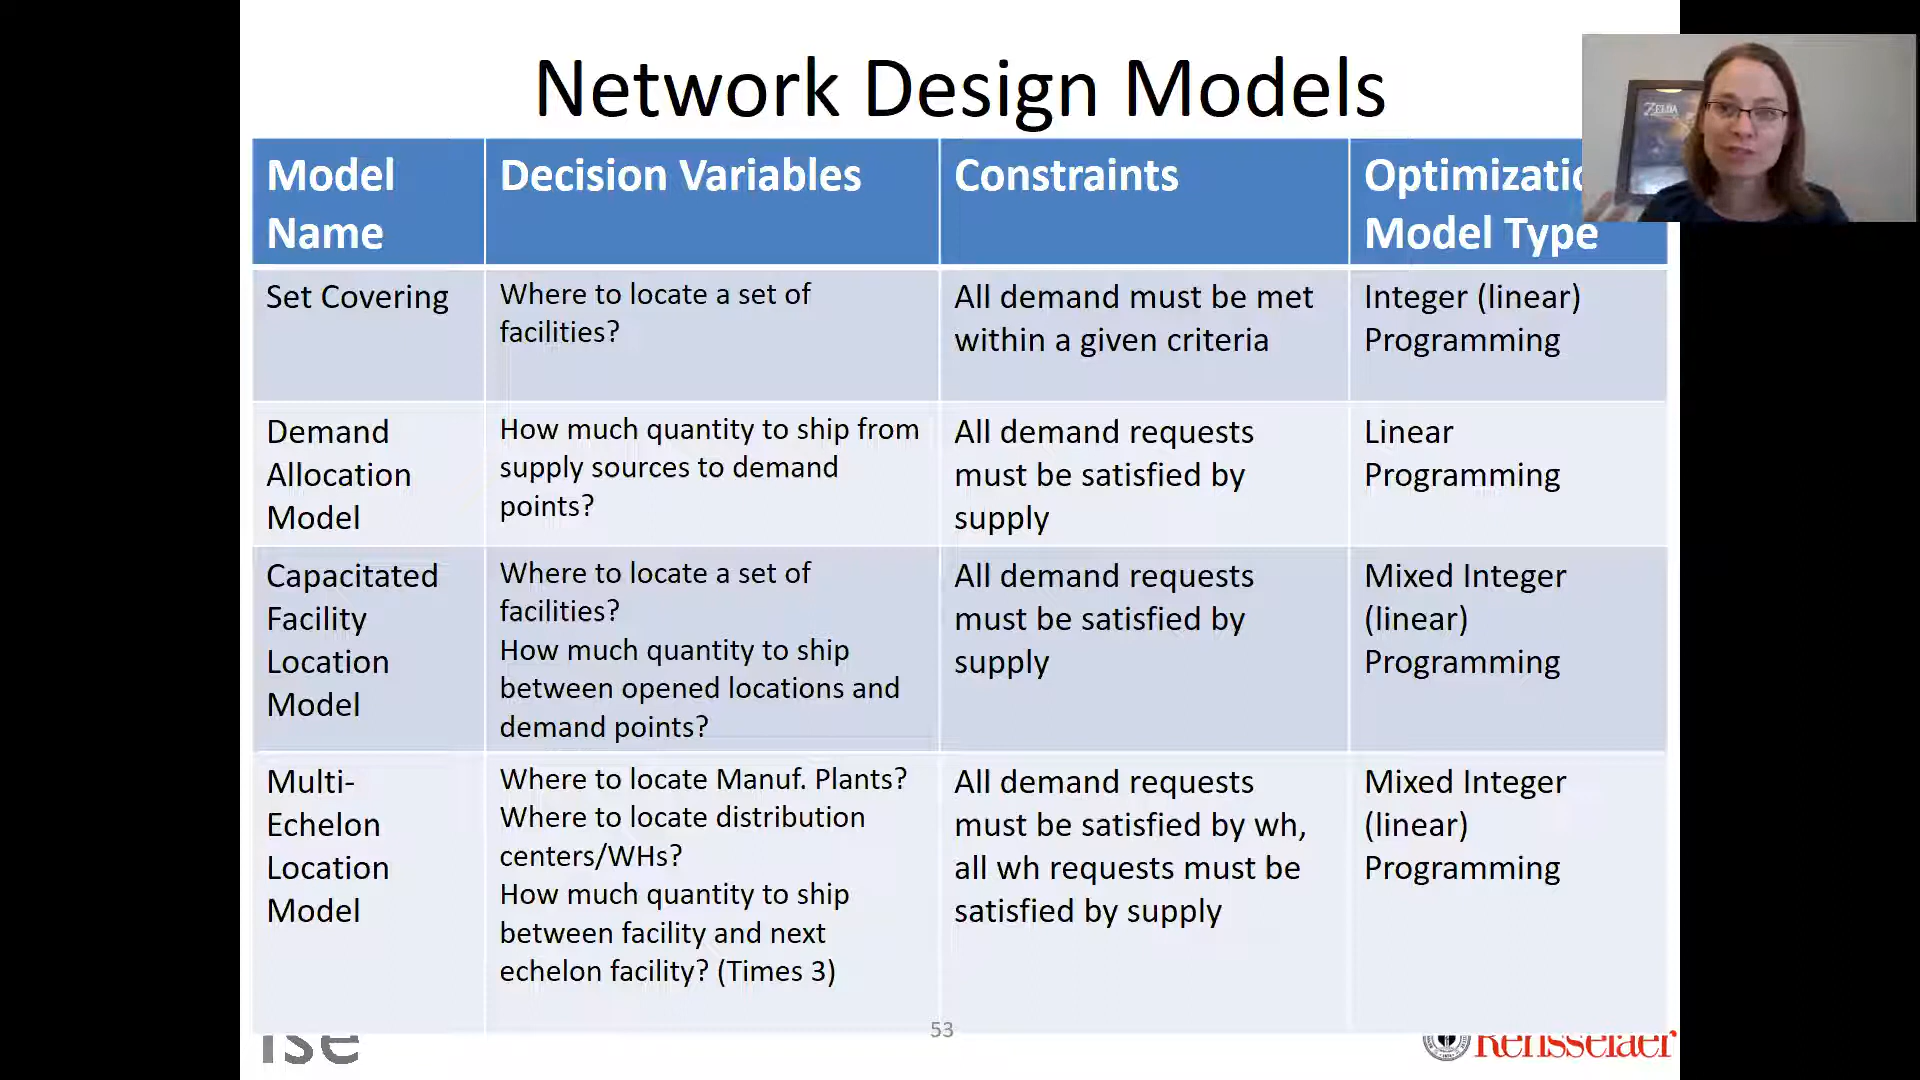 Network Design Models
ZELDA
Model
Name
Decision Variables
Constraints
Optimizatio
Model Type
Set Covering
Where to locate a set of
facilities?
All demand must be met
within a given criteria
Integer (linear)
Programming
Demand
Allocation
Model
How much quantity to ship from
supply sources to demand
points?
All demand requests
must be satisfied by
supply
Linear
Programming
Capacitated
Facility
Location
Model
Where to locate a set of
facilities?
How much quantity to ship
between opened locations and
demand points?
All demand requests
must be satisfied by
supply
Mixed Integer
(linear)
Programming
Multi-
Echelon
Location
Model
Where to locate Manuf. Plants?
Where to locate distribution
centers/WHs?
How much quantity to ship
between facility and next
echelon facility? (Times 3)
All demand requests
must be satisfied by wh,
all wh requests must be
satisfied by supply
Mixed Integer
(linear)
Programming
53
ise
Rensselaer